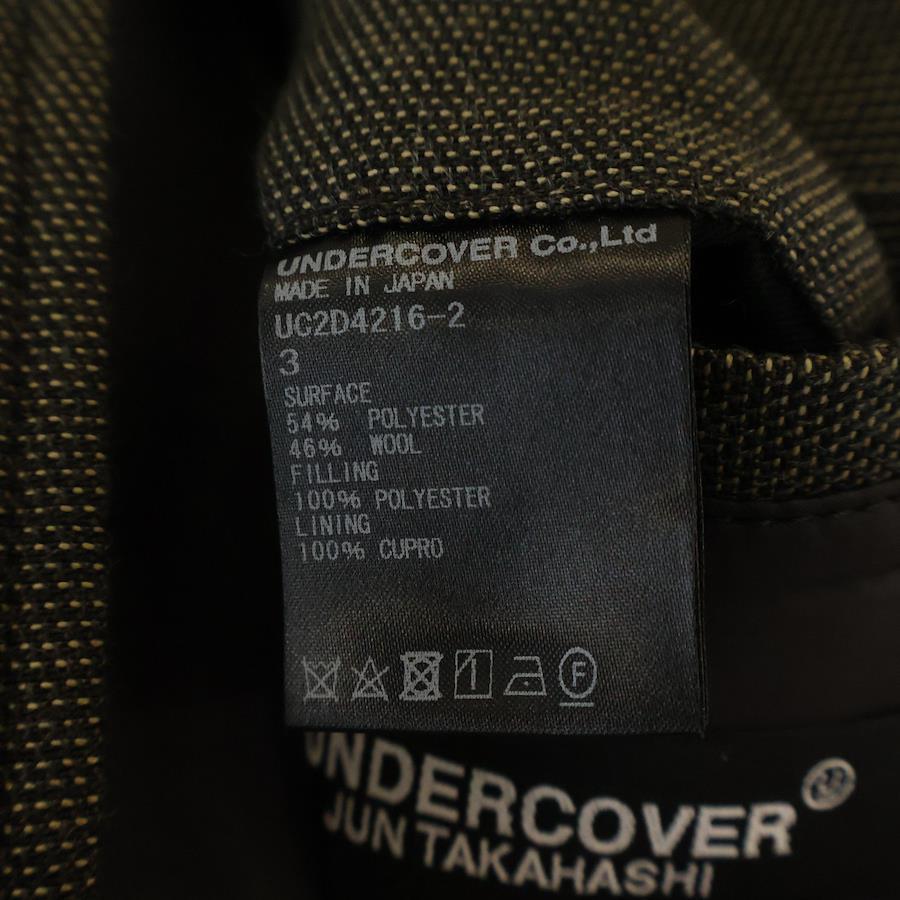 UNDERCOVER Co.,Ltd
MADE IN JAPAN
UC2D4216-2
3
SURFACE
54% POLYESTER
46% WOOL
FILLING
100% POLYESTER
LINING
100% CUPRO
1 F
UNDERCOVER
JUN TAKAHASHI